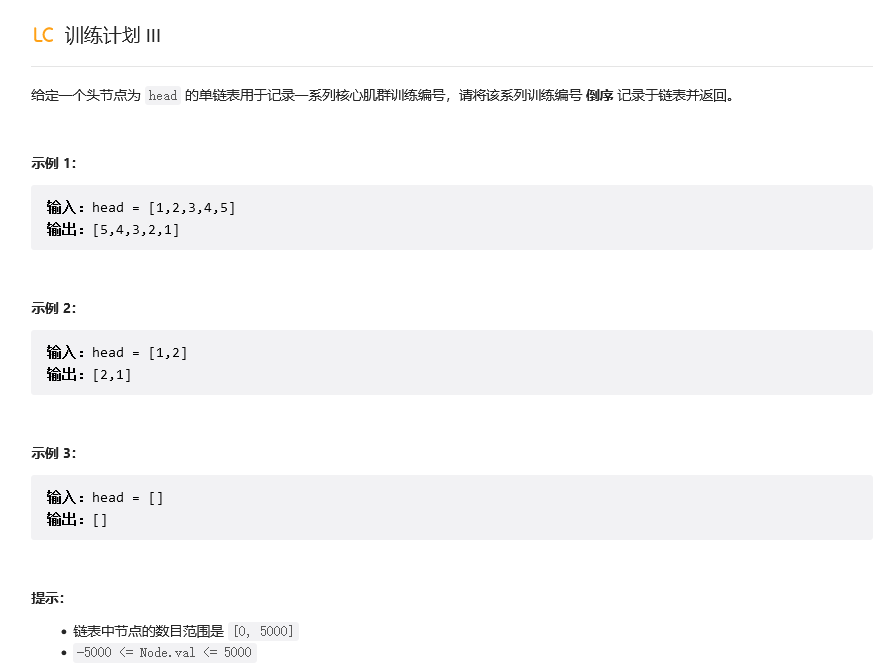 LC 训练计划 III
给定一个头节点为 head 的单链表用于记录一系列核心肌群训练编号，请将该系列训练编号 倒序 记录于链表并返回。
示例 1：
输入：head = [1,2,3,4,5]
输出：[5,4,3,2,1]
示例 2：
输入：head = [1,2]
输出：[2,1]
示例 3：
输入：head = []
输出：[]
提示：
• 链表中节点的数目范围是 [0, 5000]
• -5000 <= Node.val <= 5000